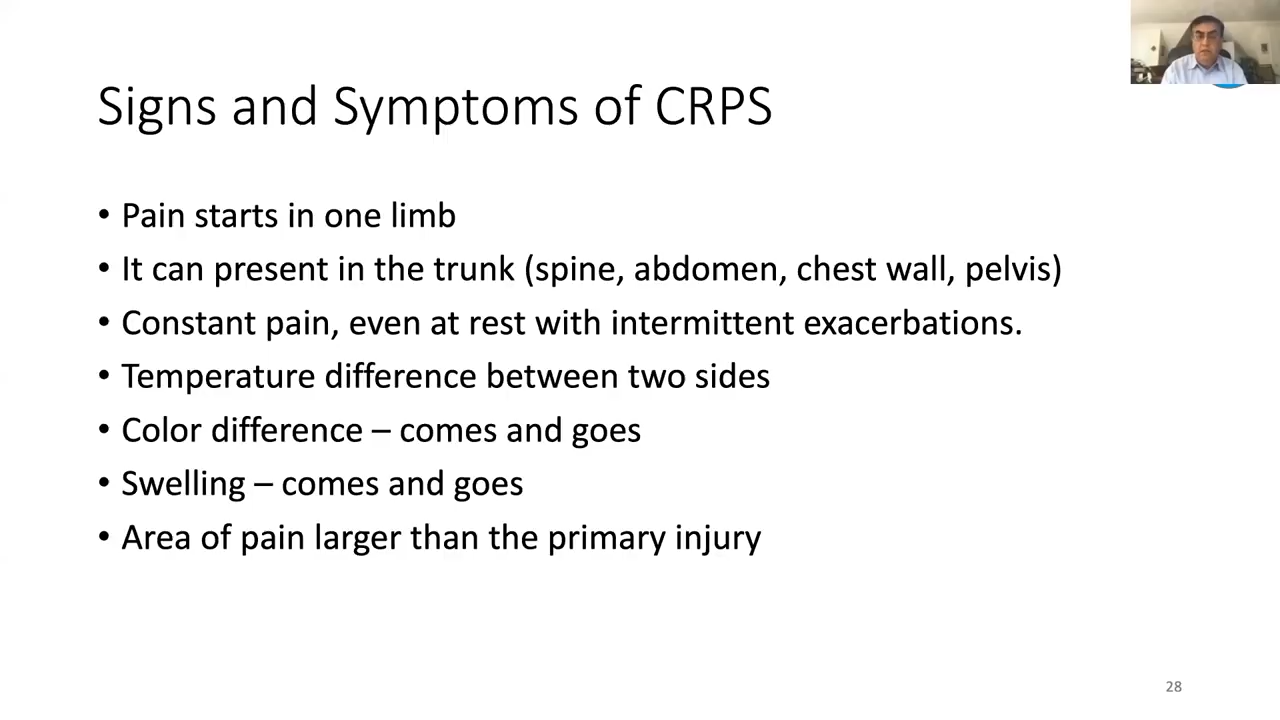 Signs and Symptoms of CRPS
• Pain starts in one limb
• It can present in the trunk (spine, abdomen, chest wall, pelvis)
• Constant pain, even at rest with intermittent exacerbations.
• Temperature difference between two sides
• Color difference – comes and goes
• Swelling – comes and goes
• Area of pain larger than the primary injury
28